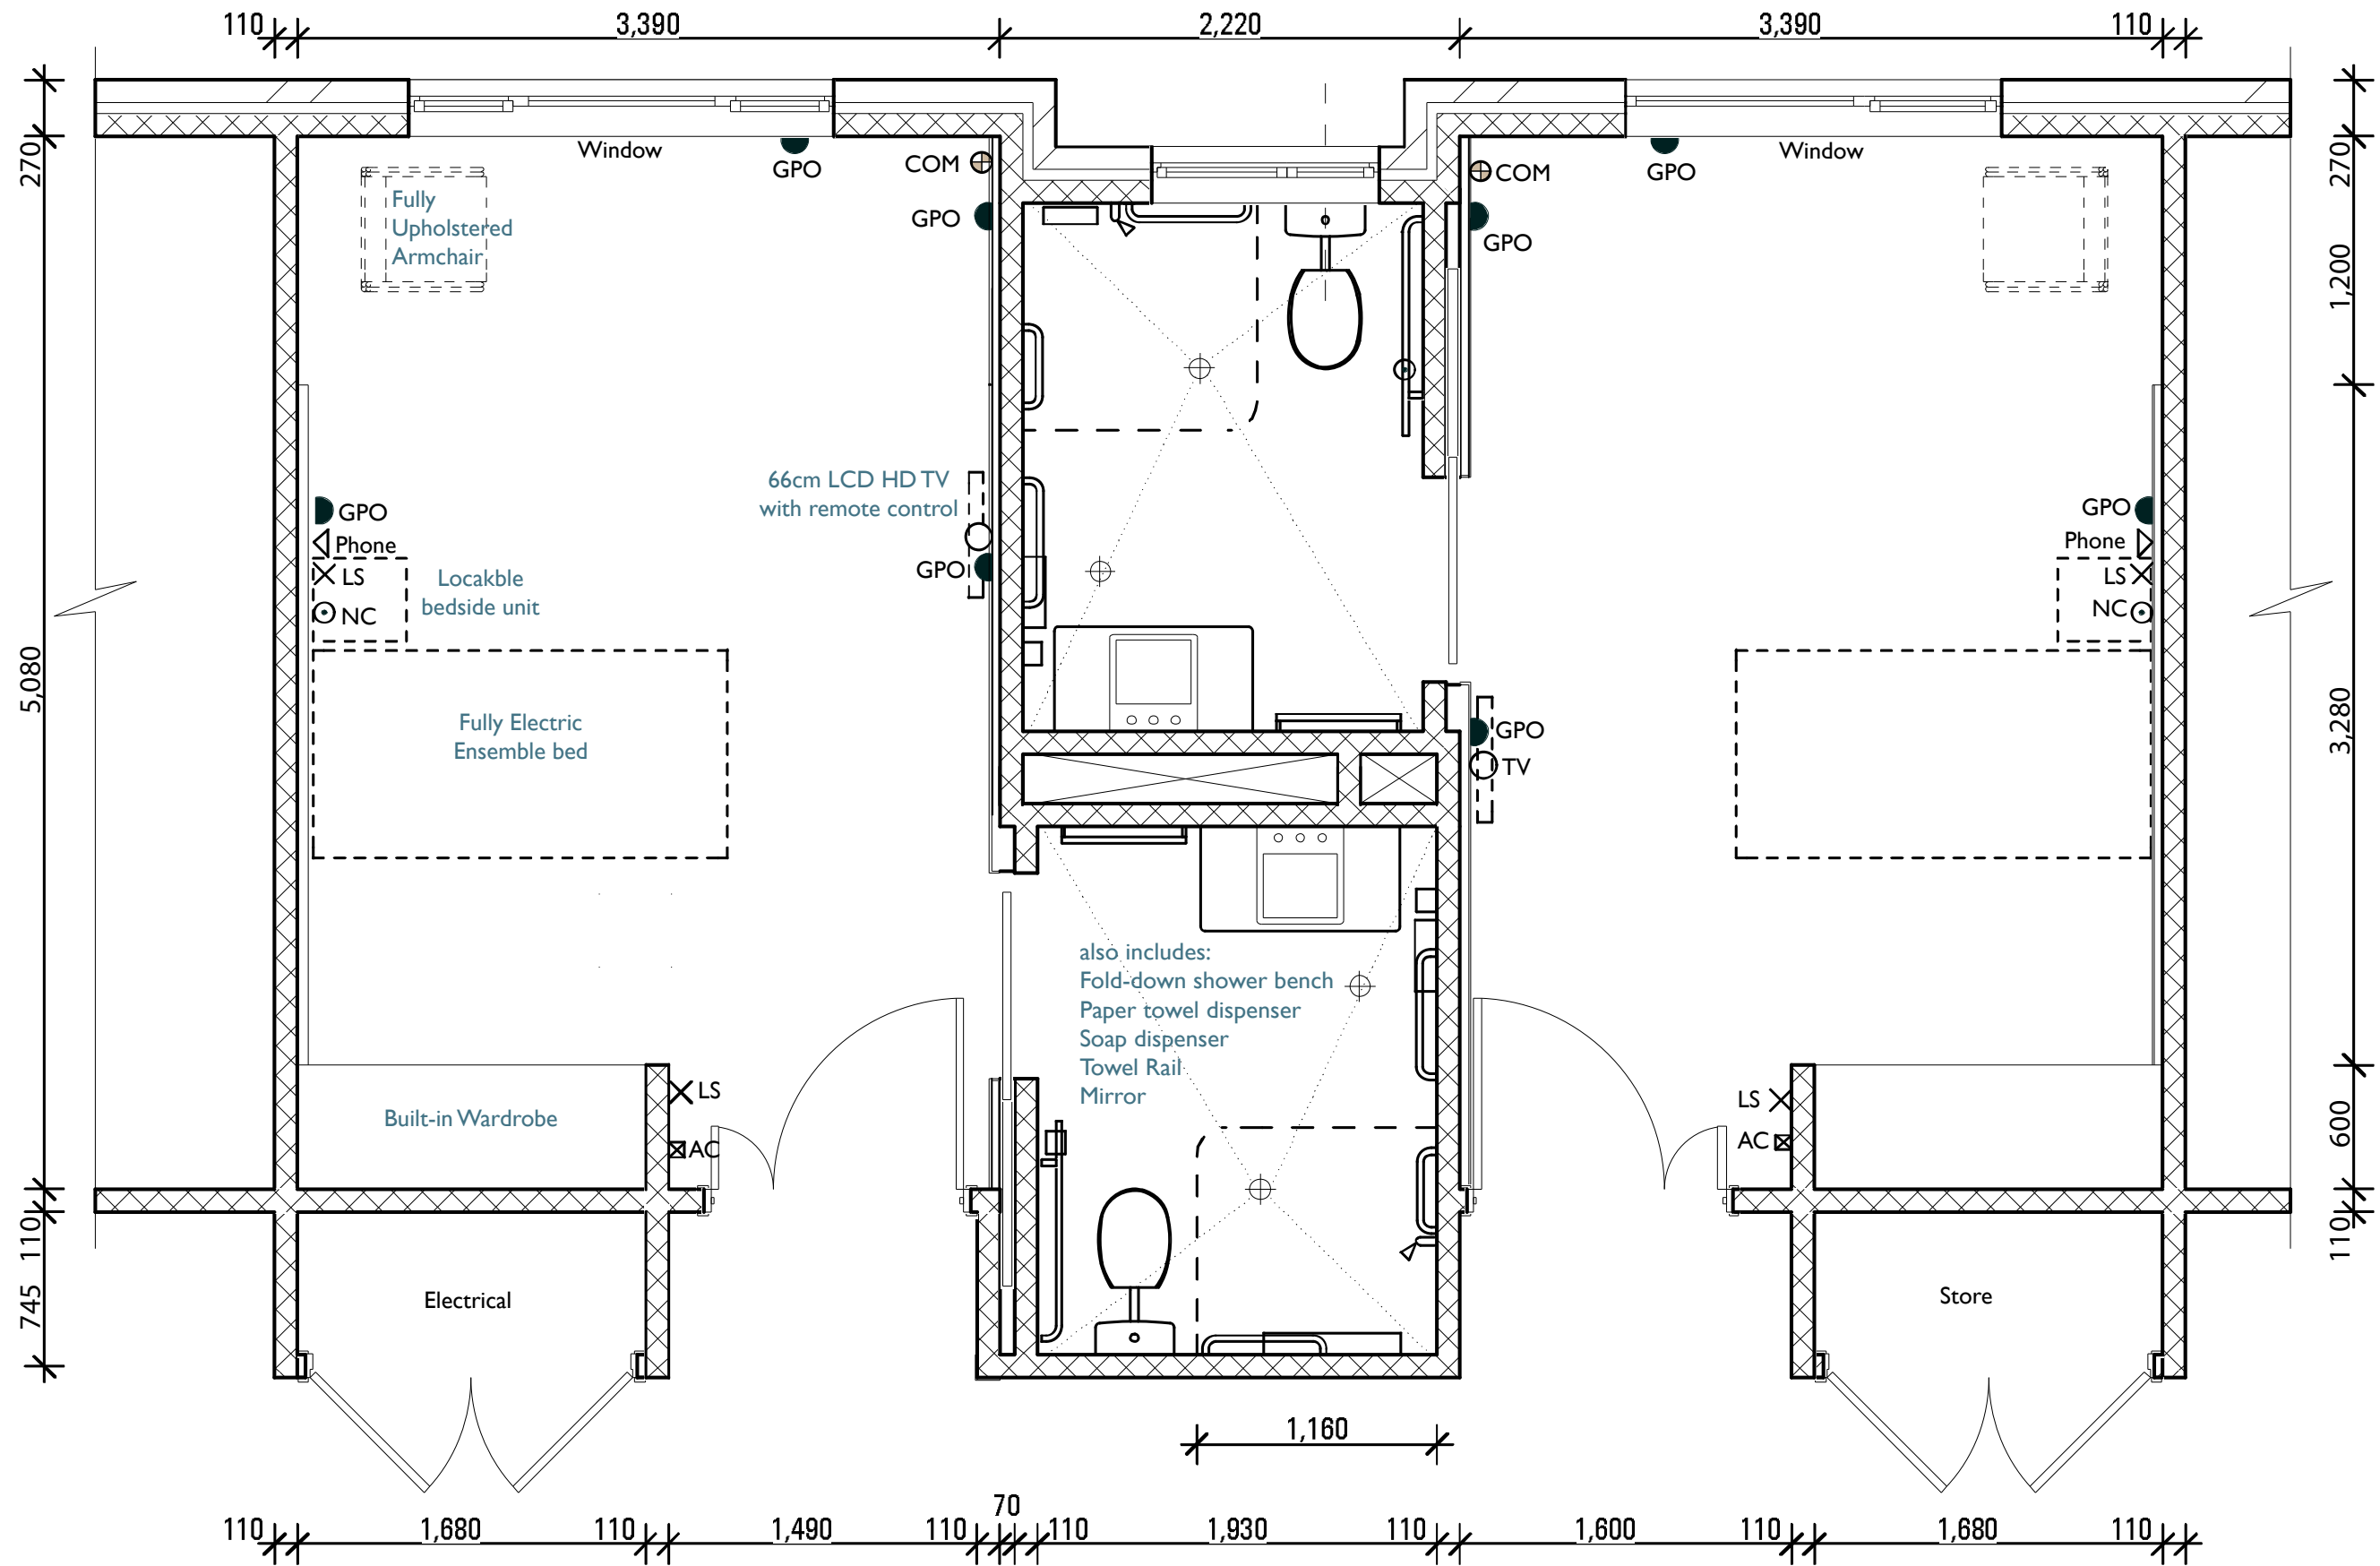 110 3,390 2,220 3,390 110
270
270
Window
GPO
COM
COM
GPO
Window
Fully
Upholstered
Armchair
GPO
GPO
1,200
66cm LCD HD TV
with remote control
GPO
Phone
LS
NC
Locakble
bedside unit
GPO
GPO
Phone
LS
NC
5,080
Fully Electric
Ensemble bed
GPO
TV
3,280
also includes:
Fold-down shower bench
Paper towel dispenser
Soap dispenser
Towel Rail
Mirror
Built-in Wardrobe
LS
AC
LS
AC
600
110
110
745
Electrical
Store
1,160
70
110 1,680 110 1,490 110 110 1,930 110 1,600 110 1,680 110